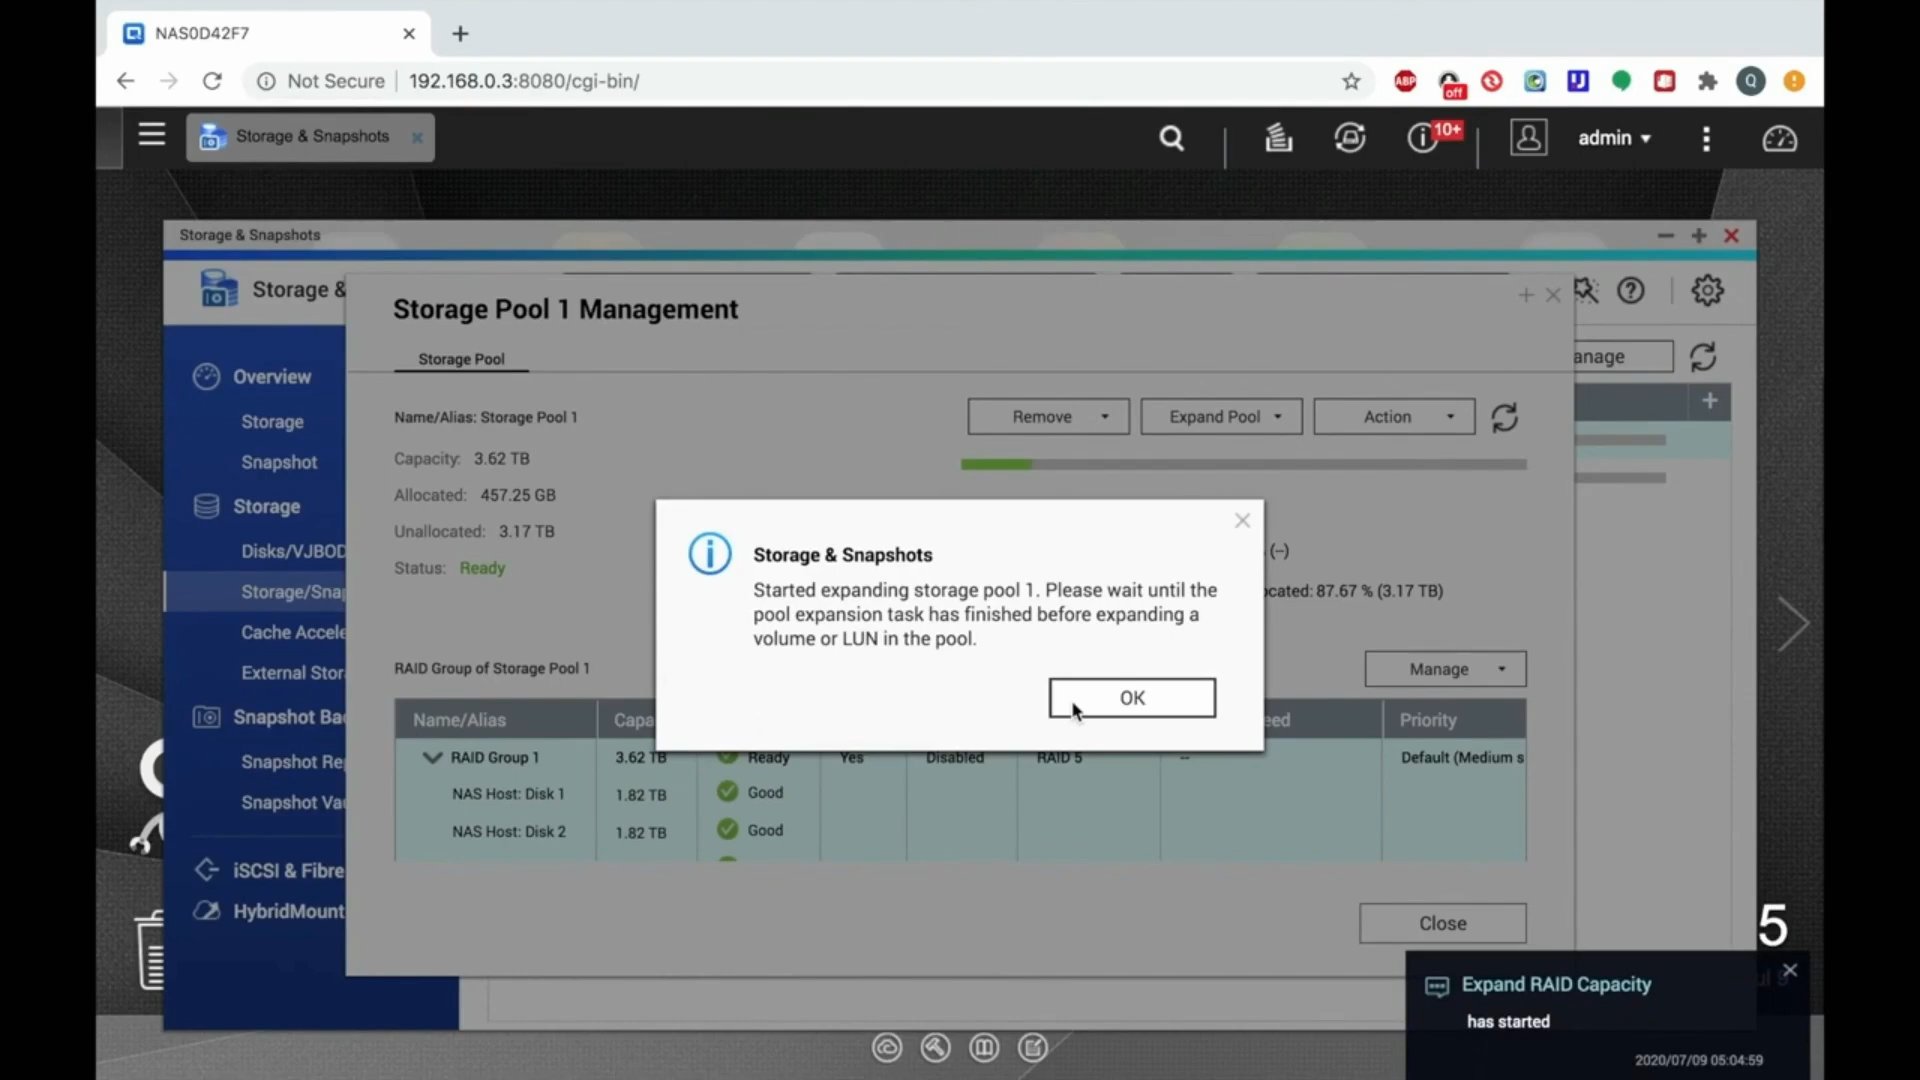 NAS0D42F7
Not Secure
192.168.0.3:8080/cgi-bin/
ABP
off
Q
Storage & Snapshots
10+
admin
Storage & Snapshots
Storage &
Storage Pool 1 Management
anage
Storage Pool
Overview
Storage
Snapshot
Storage
Disks/VJBOD
Storage/Snap
Cache Accele
External Stor
Snapshot Ba
Snapshot Rep
Snapshot Vau
iSCSI & Fibre
HybridMount
Name/Alias: Storage Pool 1
Remove
Expand Pool
Action
Capacity: 3.62 TB
Allocated: 457.25 GB
Unallocated: 3.17 TB
Status: Ready
(--)
ocated: 87.67 % (3.17 TB)
Storage & Snapshots
Started expanding storage pool 1. Please wait until the
pool expansion task has finished before expanding a
volume or LUN in the pool.
OK
RAID Group of Storage Pool 1
Manage
Name/Alias Capa eed Priority
RAID Group 1 3.62 TB Ready Yes Disabled RAID 5 -- Default (Medium s
NAS Host: Disk 1 1.82 TB Good
NAS Host: Disk 2 1.82 TB Good
Close
5
Expand RAID Capacity
has started
2020/07/09 05:04:59